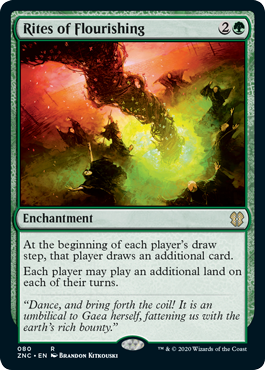 Rites of Flourishing 2
Enchantment
At the beginning of each player's draw
step, that player draws an additional card.
Each player may play an additional land on
each of their turns.
"Dance, and bring forth the coil! It is an
umbilical to Gaea herself, fattening us with the
earth's rich bounty."
080 R
ZNC • EN Brandon Kitkouski
™ & © 2020 Wizards of the Coast